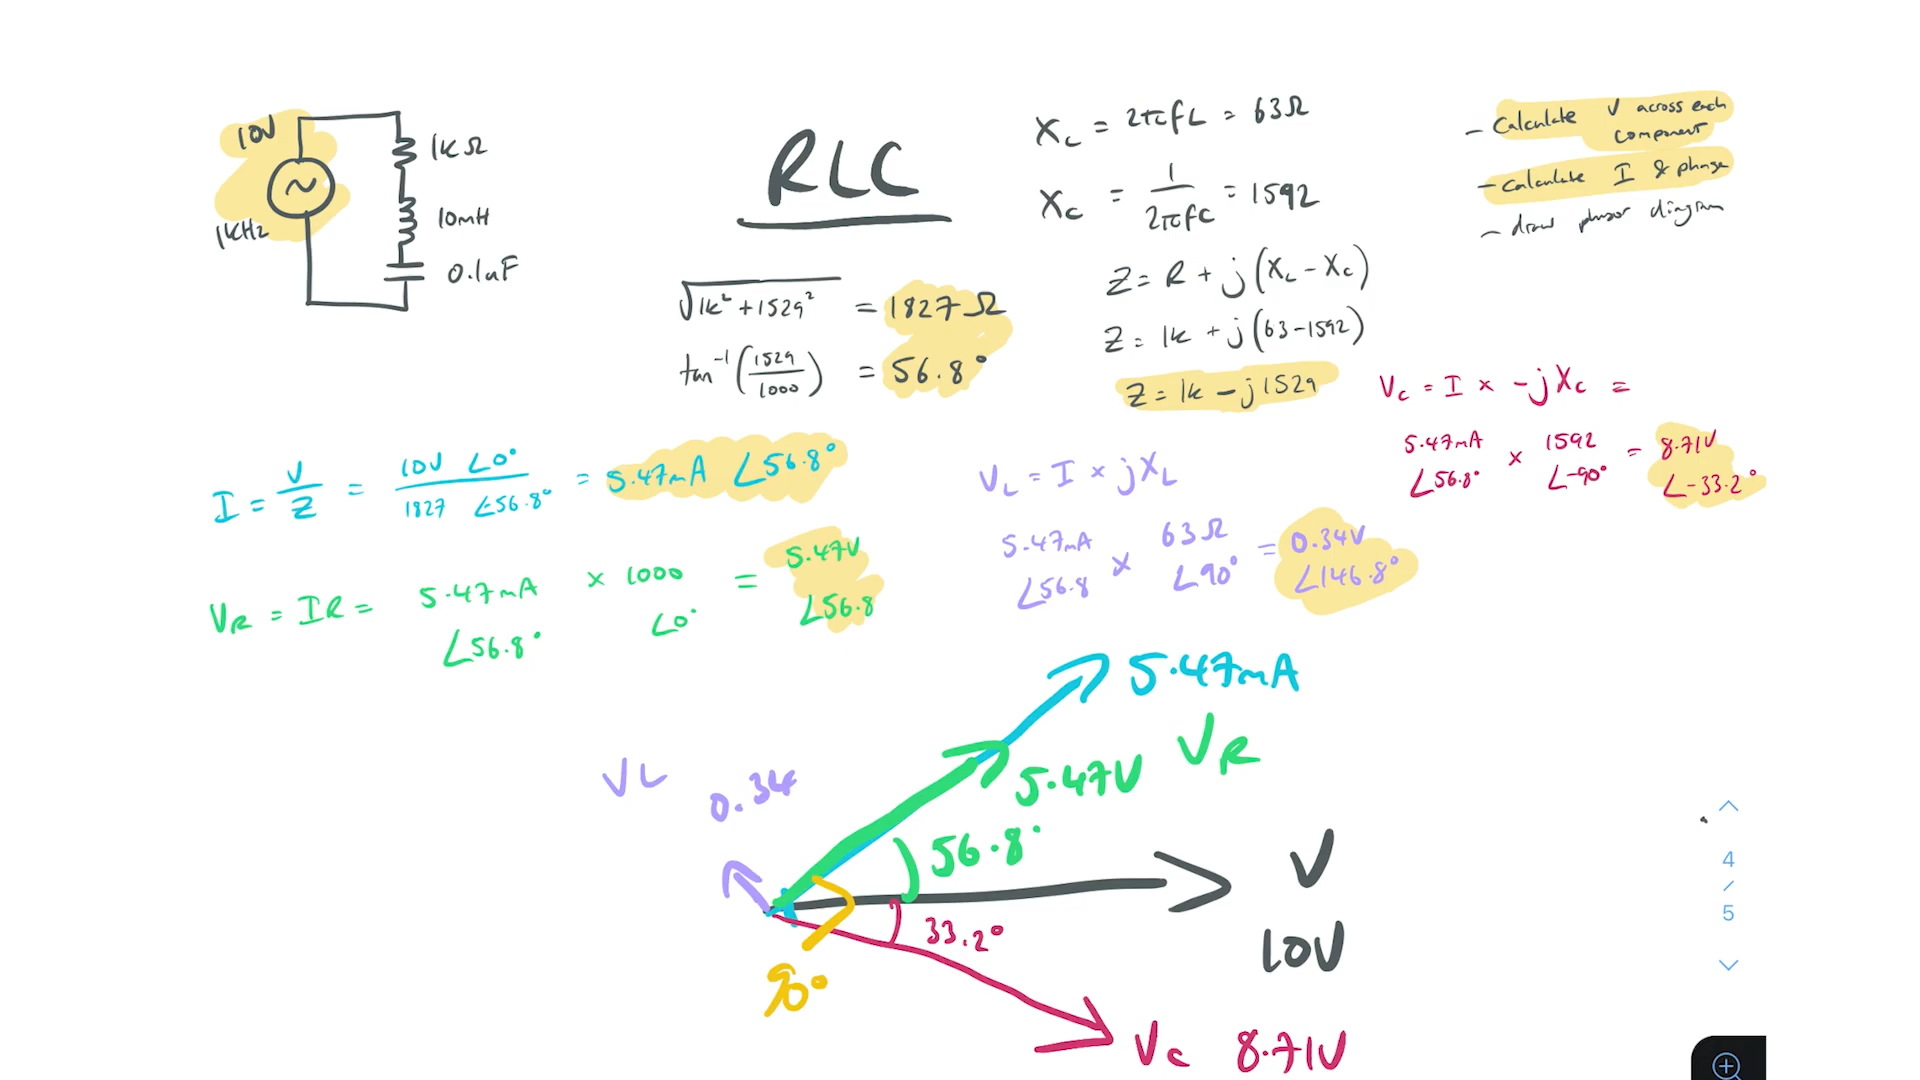 10V
1kΩ
10mH
1kHz
0.1uF
RLC
X_L = 2πfL = 63Ω
X_C = 1/(2πfC) = 1592
- Calculate V across each
component
- Calculate I & phase
- draw phasor diagram
Z = R + j(X_L - X_C)
Z = 1k + j(63-1592)
Z = 1k - j1529
√(1k² + 1529²) = 1827Ω
tan⁻¹(1529/1000) = 56.8°
I = V/Z = 10V ∠0° / 1827 ∠-56.8° = 5.47mA ∠56.8°
V_R = IR = 5.47mA × 1000 = 5.47V
∠56.8° ∠0° ∠56.8
V_L = I × jX_L
5.47mA × 63Ω = 0.34V
∠56.8 ∠90° ∠146.8°
V_C = I × -jX_C =
5.47mA × 1592 = 8.71V
∠56.8° ∠-90° ∠-33.2°
5.47mA
V_R
5.47V
VL 0.34
56.8°
V
10V
33.2°
90°
V_C 8.71V
4
/
5